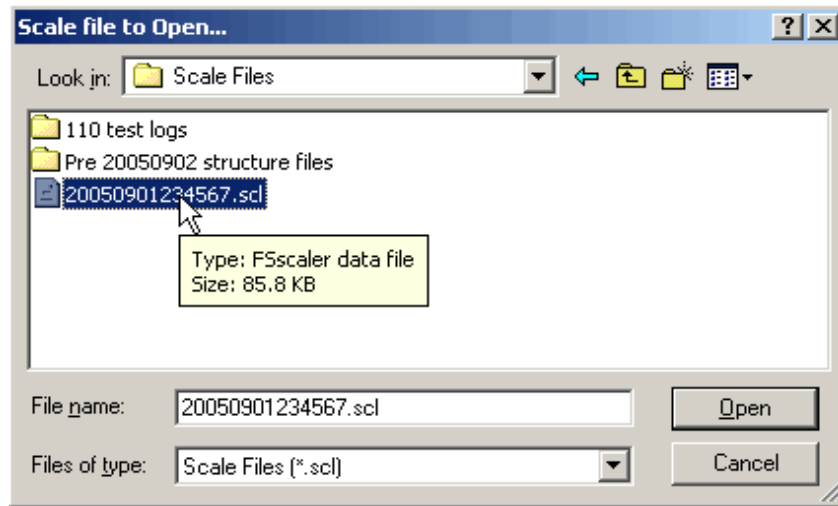 Scale file to Open...
Look in: Scale Files
110 test logs
Pre 20050902 structure files
20050901234567.scl
Type: FSscaler data file
Size: 85.8 KB
File name: 20050901234567.scl Open
Files of type: Scale Files (*.scl) Cancel